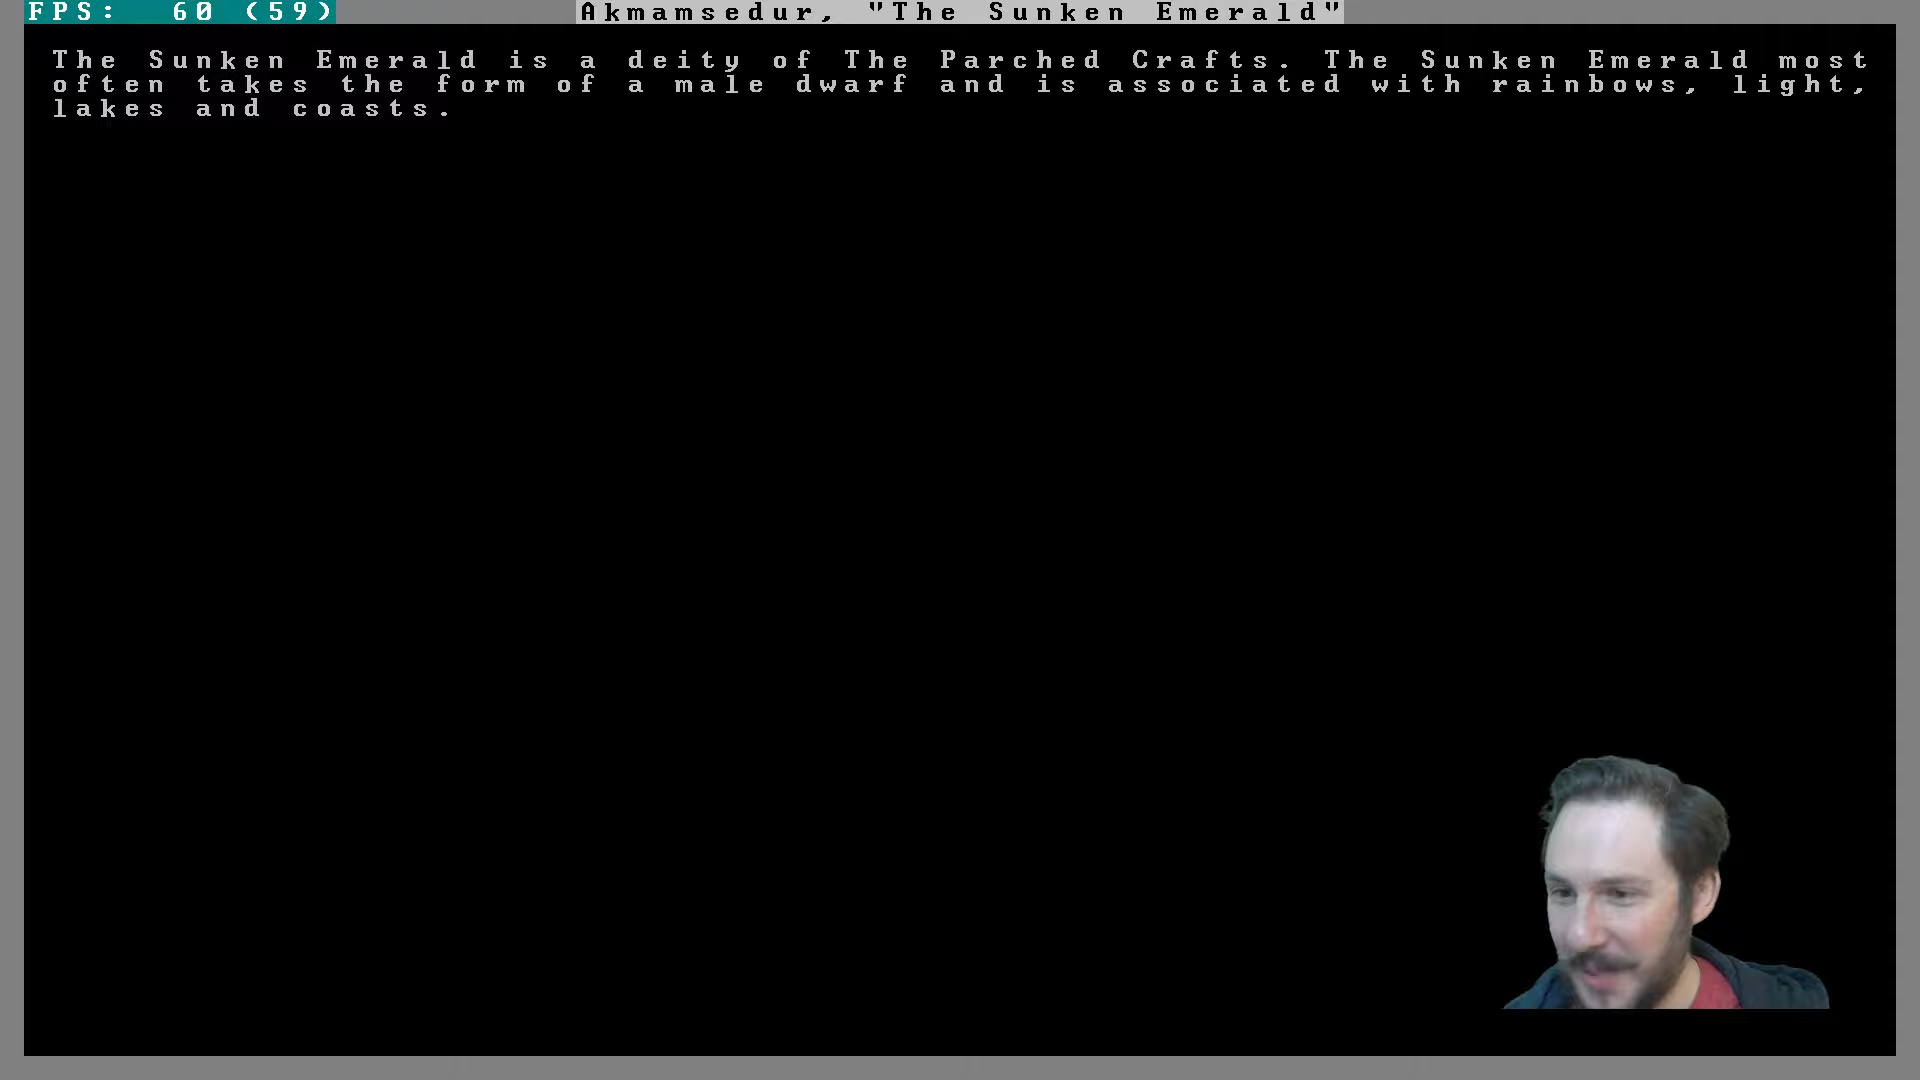 FPS: 60 (59)
Akmamsedur, "The Sunken Emerald"
The Sunken Emerald is a deity of The Parched Crafts. The Sunken Emerald most
often takes the form of a male dwarf and is associated with rainbows, light,
lakes and coasts.